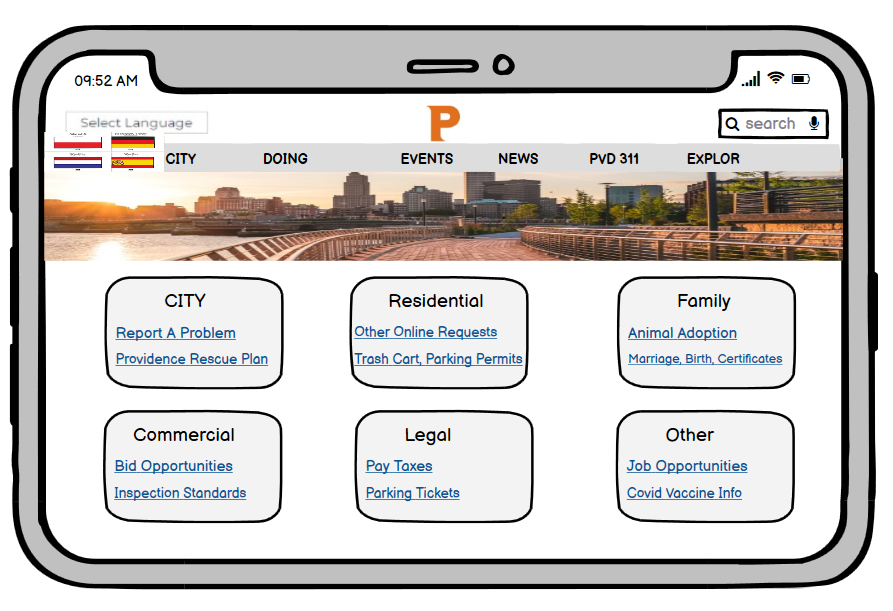 09:52 AM
Select Language
P
search
CITY DOING EVENTS NEWS PVD 311 EXPLOR
CITY
Report A Problem
Providence Rescue Plan
Residential
Other Online Requests
Trash Cart, Parking Permits
Family
Animal Adoption
Marriage, Birth, Certificates
Commercial
Bid Opportunities
Inspection Standards
Legal
Pay Taxes
Parking Tickets
Other
Job Opportunities
Covid Vaccine Info